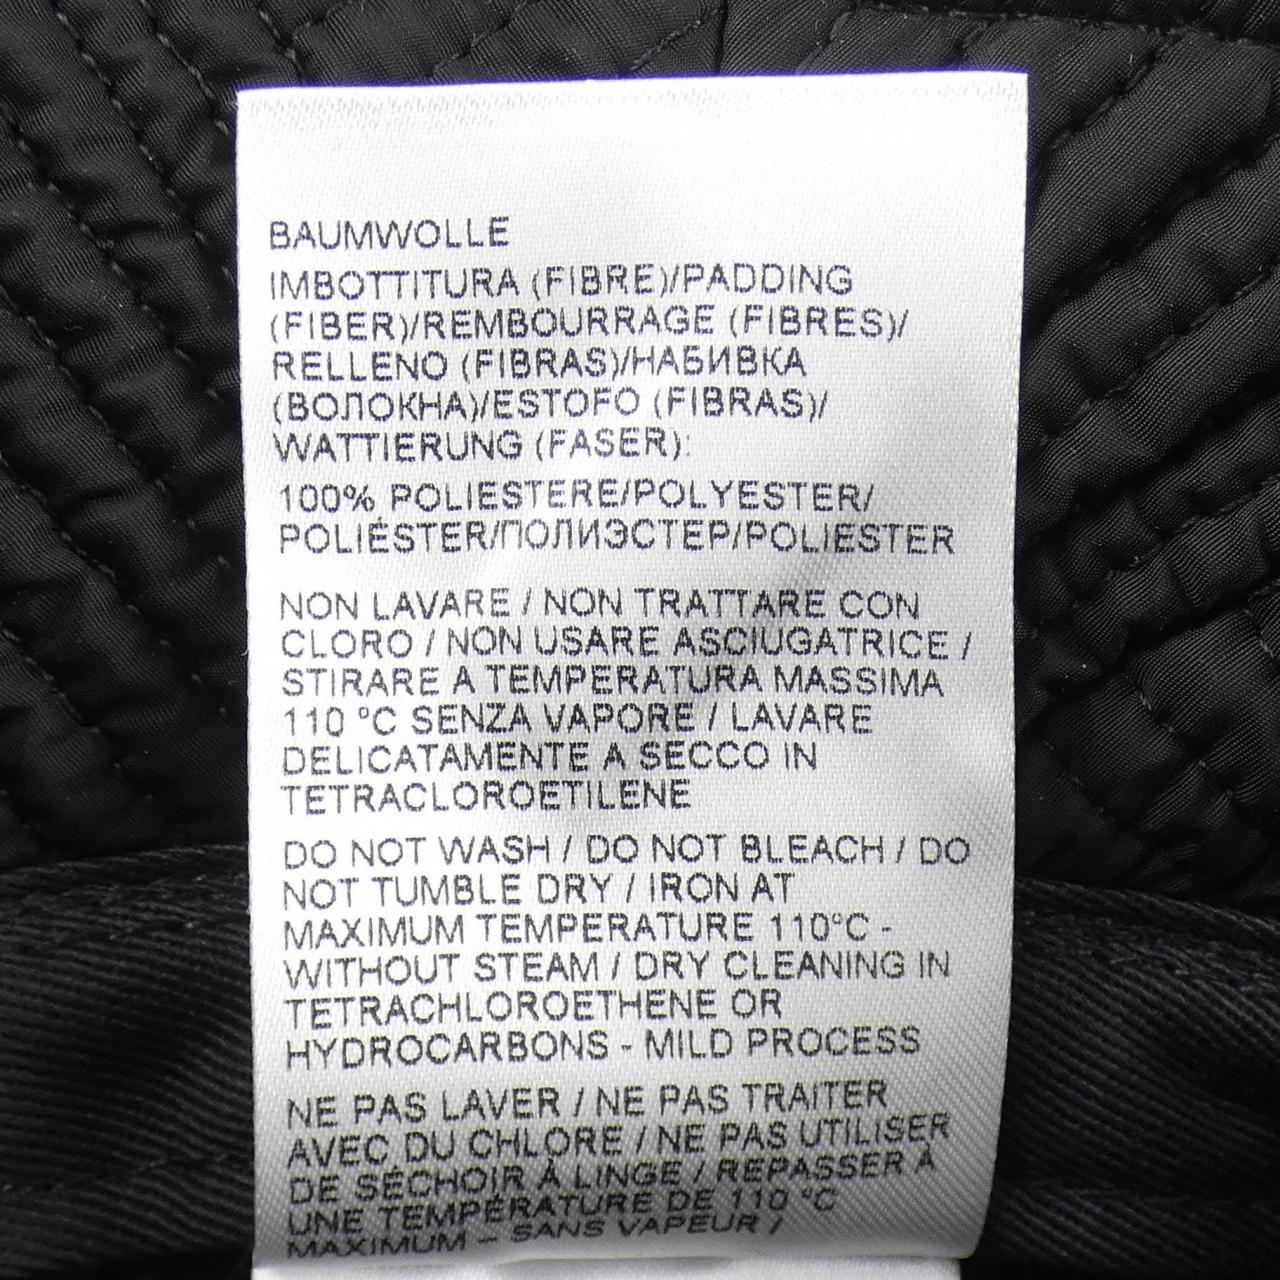 BAUMWOLLE
IMBOTTITURA (FIBRE)/PADDING
(FIBER)/REMBOURRAGE (FIBRES)/
RELLENO (FIBRAS)/НАБИВКА
(ВОЛОКНА)/ESTOFO (FIBRAS)/
WATTIERUNG (FASER):
100% POLIESTERE/POLYESTER/
POLIÉSTER/ПОЛИЭСТЕР/POLIESTER
NON LAVARE / NON TRATTARE CON
CLORO / NON USARE ASCIUGATRICE /
STIRARE A TEMPERATURA MASSIMA
110 °C SENZA VAPORE / LAVARE
DELICATAMENTE A SECCO IN
TETRACLOROETILENE
DO NOT WASH / DO NOT BLEACH / DO
NOT TUMBLE DRY / IRON AT
MAXIMUM TEMPERATURE 110°C -
WITHOUT STEAM / DRY CLEANING IN
TETRACHLOROETHENE OR
HYDROCARBONS - MILD PROCESS
NE PAS LAVER / NE PAS TRAITER
AVEC DU CHLORE / NE PAS UTILISER
DE SÉCHOIR À LINGE / REPASSER À
UNE TEMPÉRATURE DE 110 °C
MAXIMUM – SANS VAPEUR /